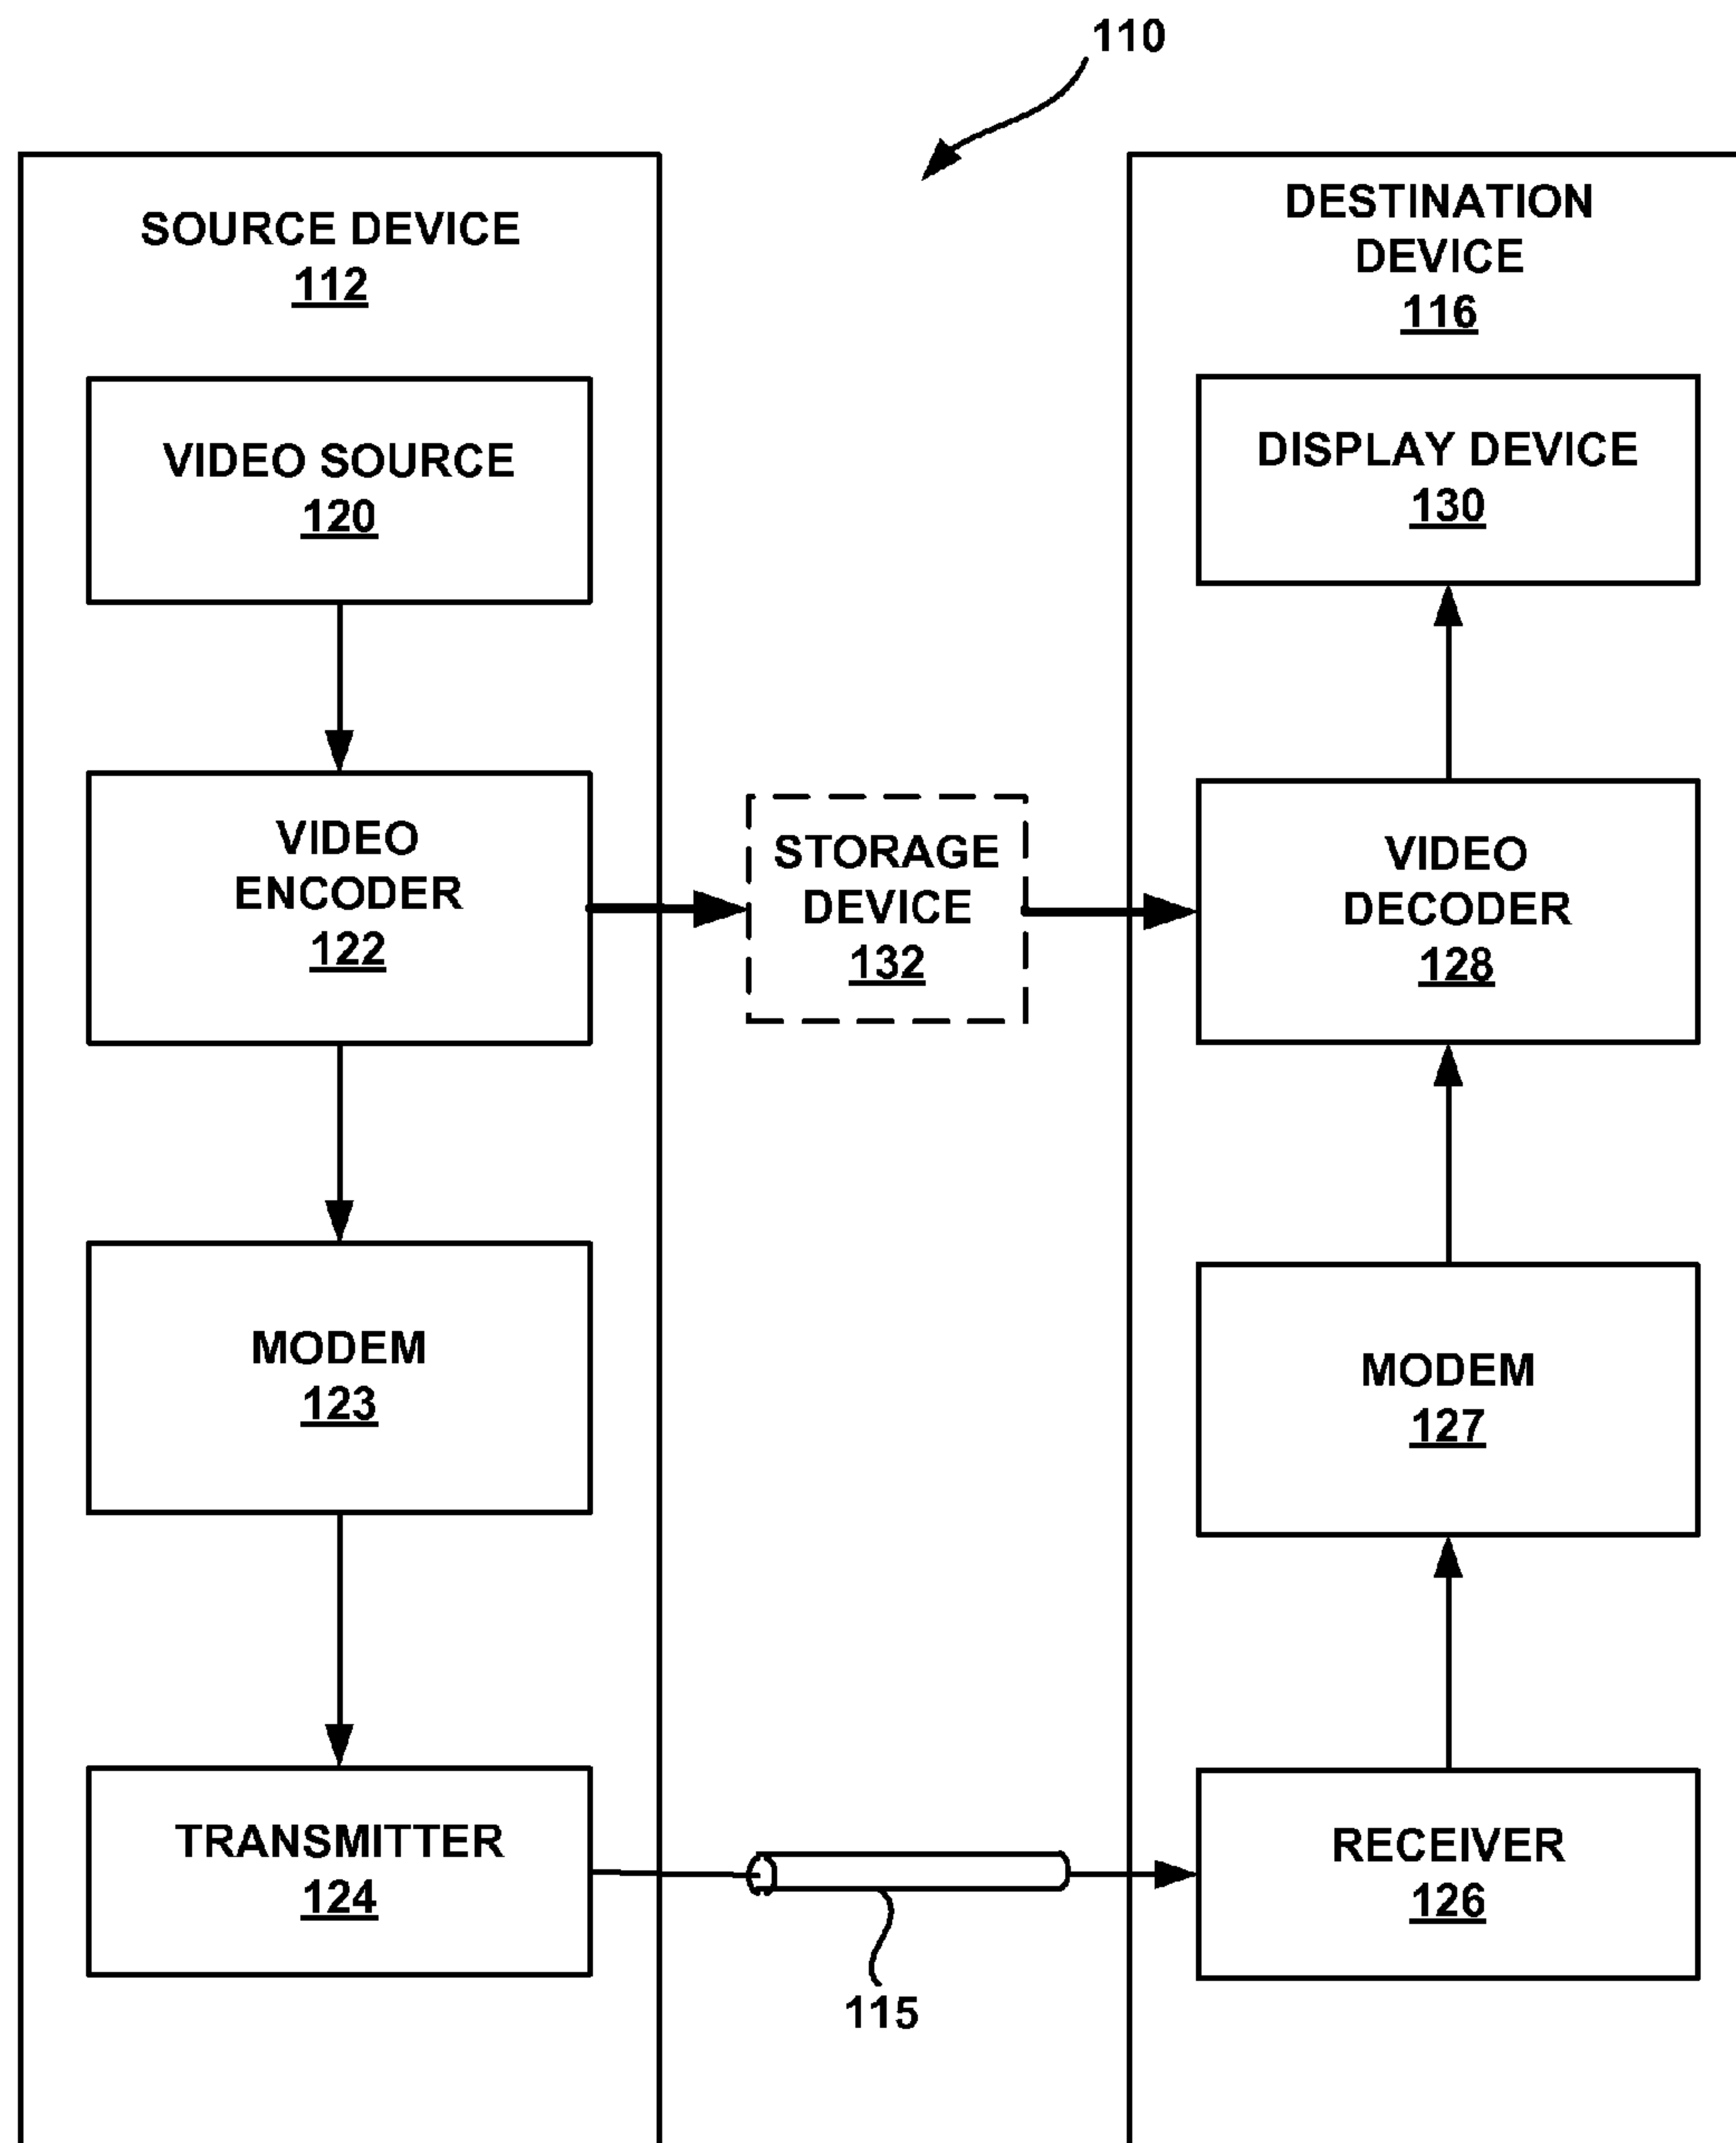 110
SOURCE DEVICE
112
VIDEO SOURCE
120
VIDEO
ENCODER
122
MODEM
123
TRANSMITTER
124
STORAGE
DEVICE
132
115
DESTINATION
DEVICE
116
DISPLAY DEVICE
130
VIDEO
DECODER
128
MODEM
127
RECEIVER
126